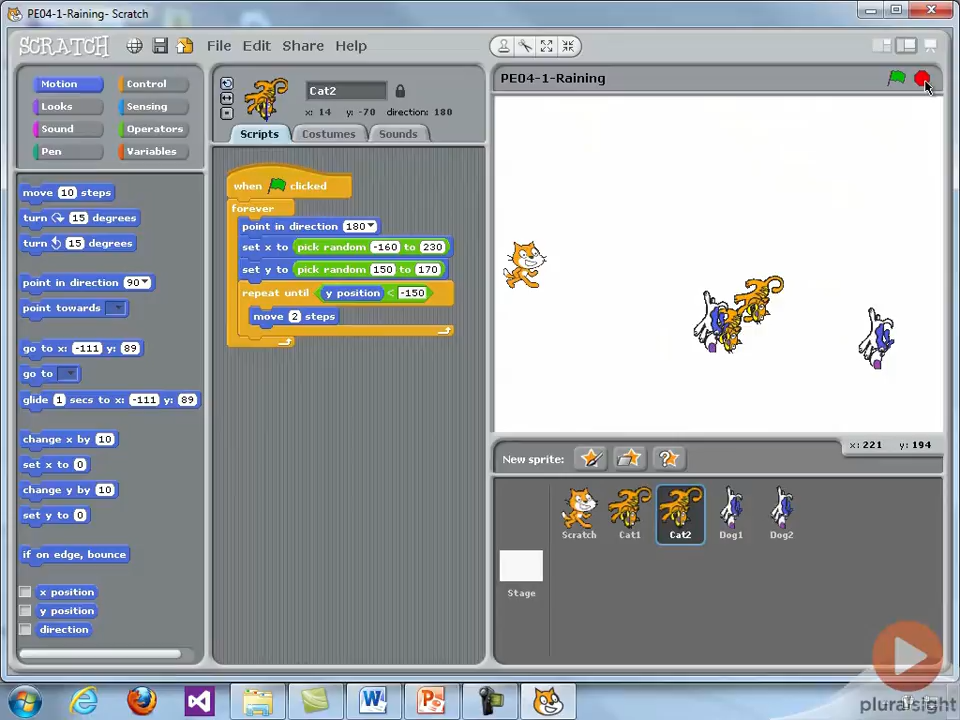 PE04-1-Raining- Scratch
SCRATCH
File Edit Share Help
Motion Control
Looks Sensing
Sound Operators
Pen Variables
move 10 steps
turn 15 degrees
turn 15 degrees
point in direction 90
point towards
go to x: -111 y: 89
go to
glide 1 secs to x: -111 y: 89
change x by 10
set x to 0
change y by 10
set y to 0
if on edge, bounce
x position
y position
direction
Cat2
x: 14 y: -70 direction: 180
Scripts Costumes Sounds
when clicked
forever
point in direction 180
set x to pick random -160 to 230
set y to pick random 150 to 170
repeat until y position < -150
move 2 steps
PE04-1-Raining
x: 221 y: 194
New sprite:
Scratch Cat1 Cat2 Dog1 Dog2
Stage
pluralsight